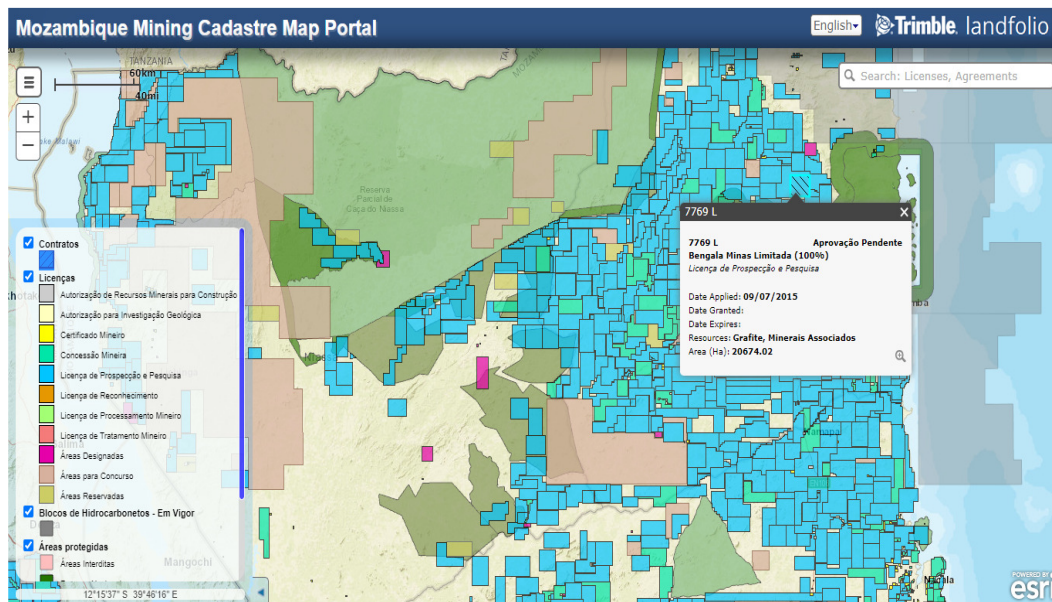 Mozambique Mining Cadastre Map Portal
English
Trimble. landfolio
TANZANIA
60km
40mi
Search: Licenses, Agreements
Reserva
Parcial de
Caça do Niassa
7769 L
X
7769 L
Aprovação Pendente
Bengala Minas Limitada (100%)
Licença de Prospecção e Pesquisa
Date Applied: 09/07/2015
Date Granted:
Date Expires:
Resources: Grafite, Minerais Associados
Area (Ha): 20674.02
Contratos
Licenças
Autorização de Recursos Minerais para Construção
Autorização para Investigação Geológica
Certificado Mineiro
Concessão Mineira
Licença de Prospecção e Pesquisa
Licença de Reconhecimento
Licença de Processamento Mineiro
Licença de Tratamento Mineiro
Áreas Designadas
Áreas para Concurso
Áreas Reservadas
Blocos de Hidrocarbonetos - Em Vigor
Áreas protegidas
Áreas Interditas
Mangochi
Namapa
Nacala
12°15'37" S 39°46'16" E
POWERED BY
esri